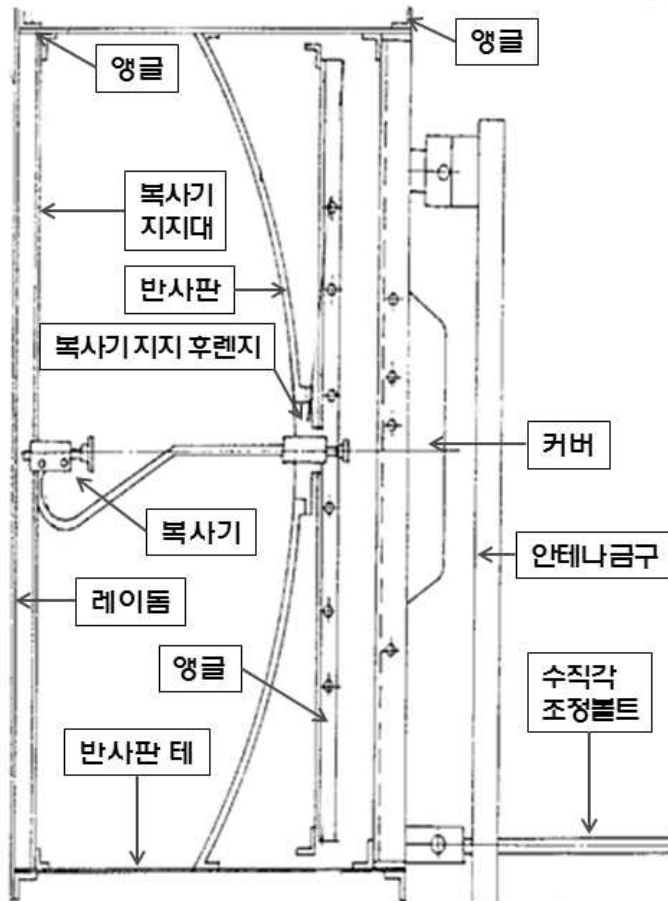 앵글
앵글
복사기
지지대
반사판
복사기 지지 후렌지
커버
복사기
안테나금구
레이돔
앵글
수직각
조정볼트
반사판 테